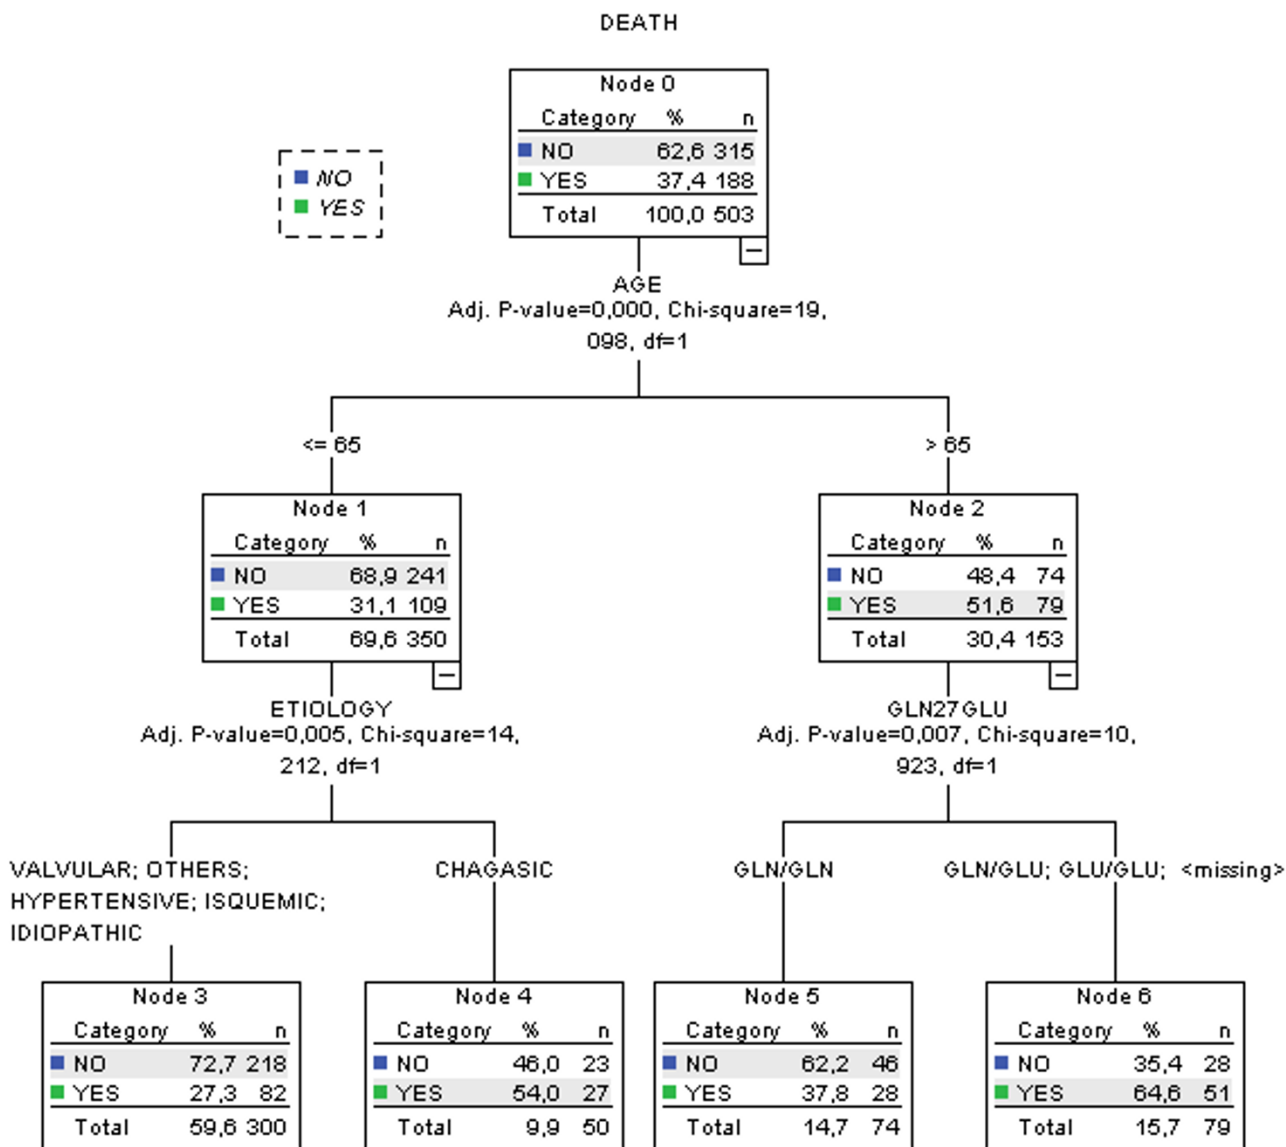 DEATH
Node 0
Category % n
NO 62,6 315
YES 37,4 188
Total 100,0 503
NO
YES
AGE
Adj. P-value=0,000, Chi-square=19,
098, df=1
<= 65
> 65
Node 1
Category % n
NO 68,9 241
YES 31,1 109
Total 69,6 350
Node 2
Category % n
NO 48,4 74
YES 51,6 79
Total 30,4 153
ETIOLOGY
Adj. P-value=0,005, Chi-square=14,
212, df=1
GLN27GLU
Adj. P-value=0,007, Chi-square=10,
923, df=1
VALVULAR; OTHERS;
HYPERTENSIVE; ISQUEMIC;
IDIOPATHIC
CHAGASIC
GLN/GLN
GLN/GLU; GLU/GLU; <missing>
Node 3
Category % n
NO 72,7 218
YES 27,3 82
Total 59,6 300
Node 4
Category % n
NO 46,0 23
YES 54,0 27
Total 9,9 50
Node 5
Category % n
NO 62,2 46
YES 37,8 28
Total 14,7 74
Node 6
Category % n
NO 35,4 28
YES 64,6 51
Total 15,7 79